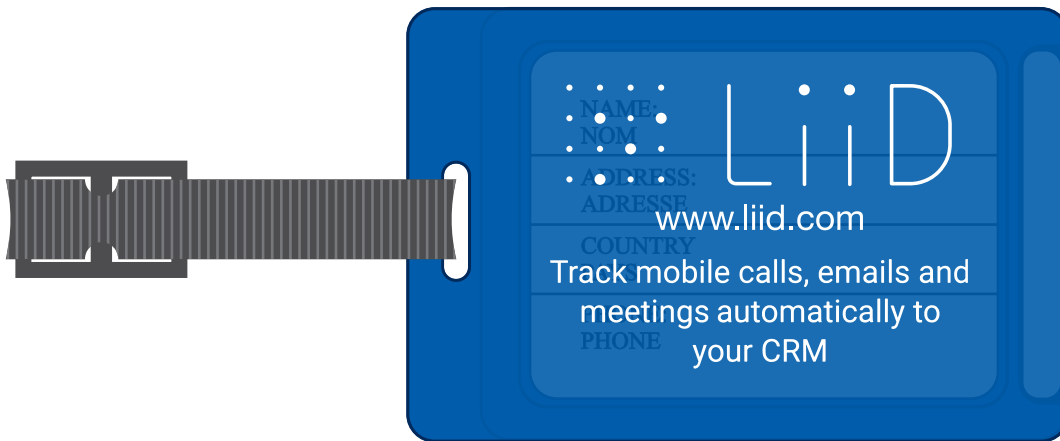 LiiD
www.liid.com
Track mobile calls, emails and
meetings automatically to
your CRM
NAME:
NOM
ADDRESS:
ADRESSE
COUNTRY
PHONE